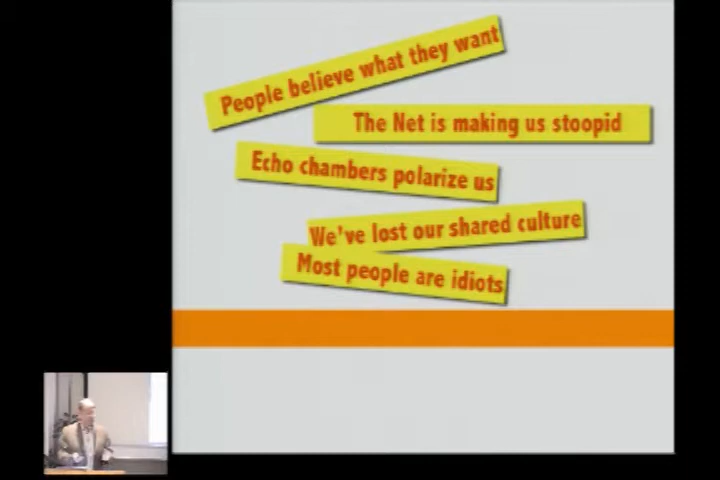 People believe what they want
The Net is making us stoopid
Echo chambers polarize us
We've lost our shared culture
Most people are idiots